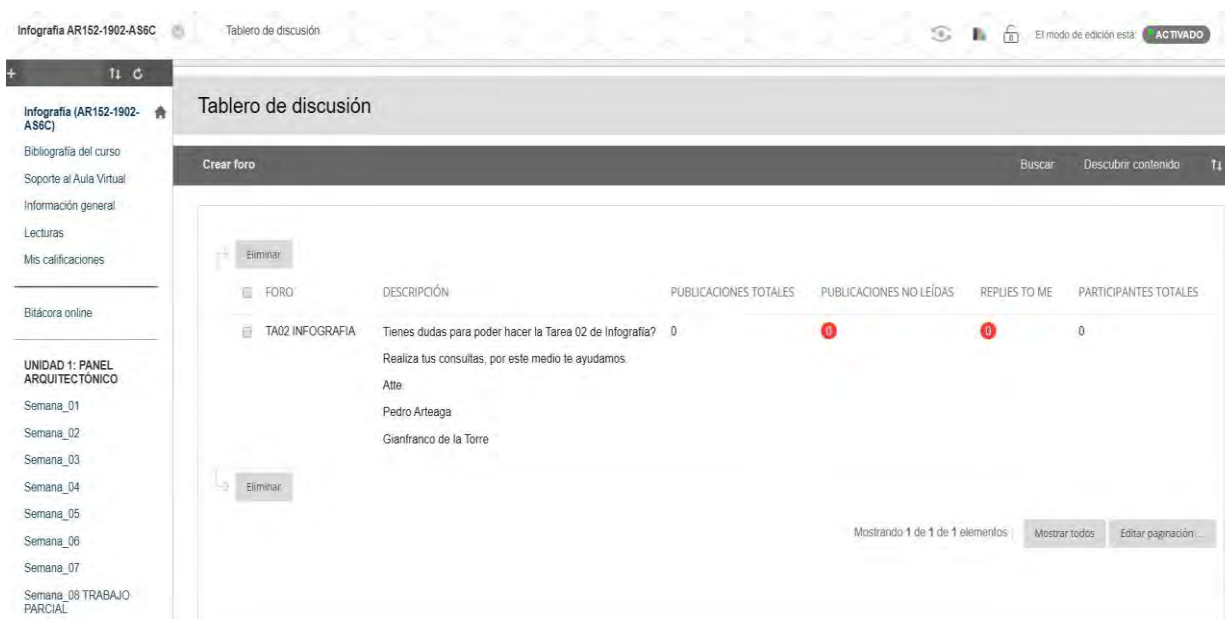 Infografia AR152-1902-AS6C
Tablero de discusión
El modo de edición está: ACTIVADO
Infografia (AR152-1902-
AS6C)
Bibliografía del curso
Soporte al Aula Virtual
Información general
Lecturas
Mis calificaciones
Bitácora online
UNIDAD 1: PANEL
ARQUITECTÓNICO
Semana_01
Semana_02
Semana_03
Semana_04
Semana_05
Semana_06
Semana_07
Semana_08 TRABAJO
PARCIAL
Tablero de discusión
Crear foro
Buscar Descubrir contenido
Eliminar
FORO DESCRIPCIÓN PUBLICACIONES TOTALES PUBLICACIONES NO LEÍDAS REPLIES TO ME PARTICIPANTES TOTALES
TA02 INFOGRAFIA Tienes dudas para poder hacer la Tarea 02 de Infografia? 0 0 0 0
Realiza tus consultas, por este medio te ayudamos.
Atte.
Pedro Arteaga
Gianfranco de la Torre
Eliminar
Mostrando 1 de 1 de 1 elementos Mostrar todos Editar paginación...